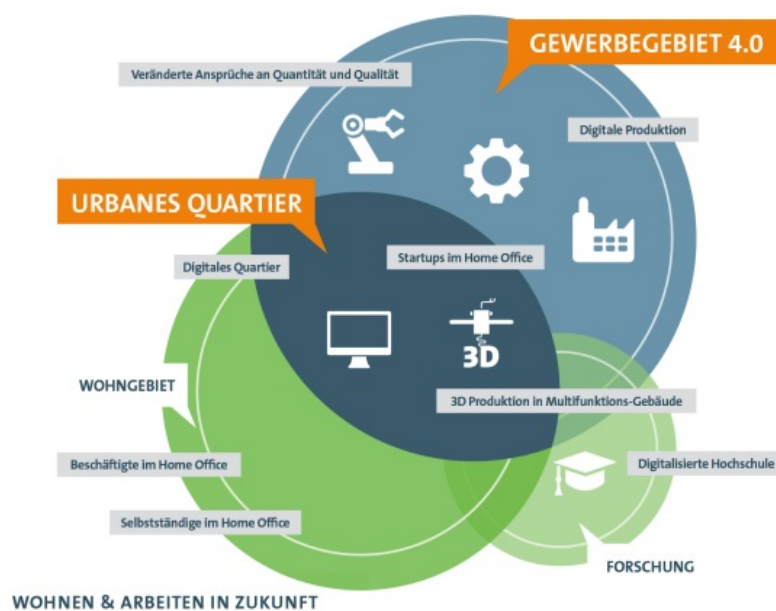 GEWERBEGEBIET 4.0
Veränderte Ansprüche an Quantität und Qualität
Digitale Produktion
URBANES QUARTIER
Startups im Home Office
Digitales Quartier
3D
WOHNGEBIET
3D Produktion in Multifunktions-Gebäude
Beschäftigte im Home Office
Digitalisierte Hochschule
Selbstständige im Home Office
FORSCHUNG
WOHNEN & ARBEITEN IN ZUKUNFT